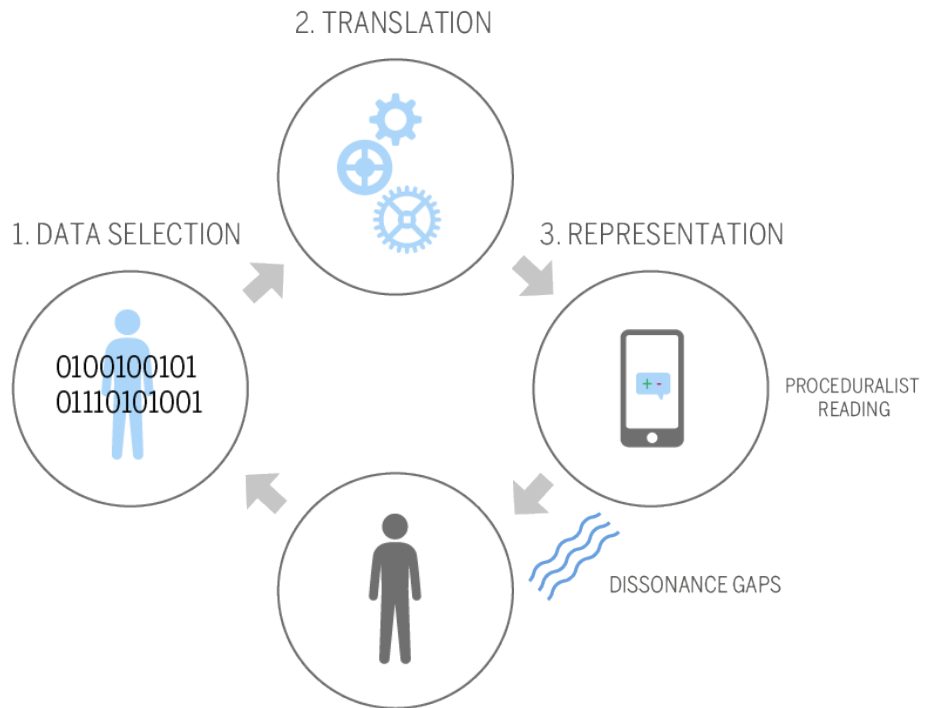 2. TRANSLATION
1. DATA SELECTION
3. REPRESENTATION
0100100101
01110101001
+ -
PROCEDURALIST
READING
DISSONANCE GAPS